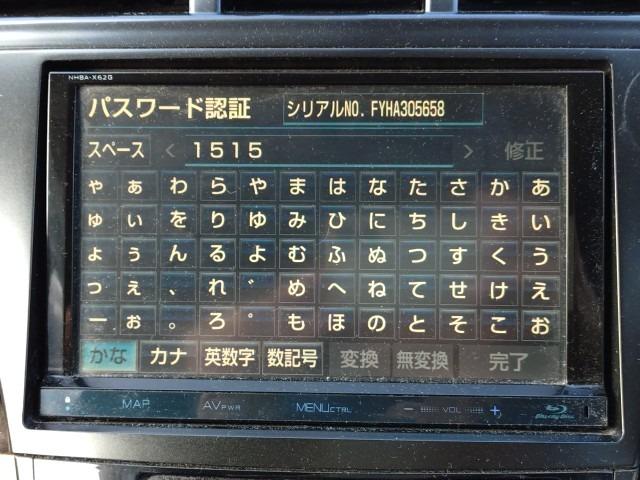 NHBA-X62G
パスワード認証 シリアルNO. FYHA305658
スペース < 1515 > 修正
ゃ ぁ わ ら や ま は な た さ か あ
ゅ ぃ を り ゆ み ひ に ち し き い
ょ ぅ ん る よ む ふ ぬ つ す く う
っ ぇ 、 れ ゛ め へ ね て せ け え
ー ぉ 。 ろ ゜ も ほ の と そ こ お
かな カナ 英数字 数記号 変換 無変換 完了
MAP AV PWR MENU CTRL − VOL + Blu-ray Disc